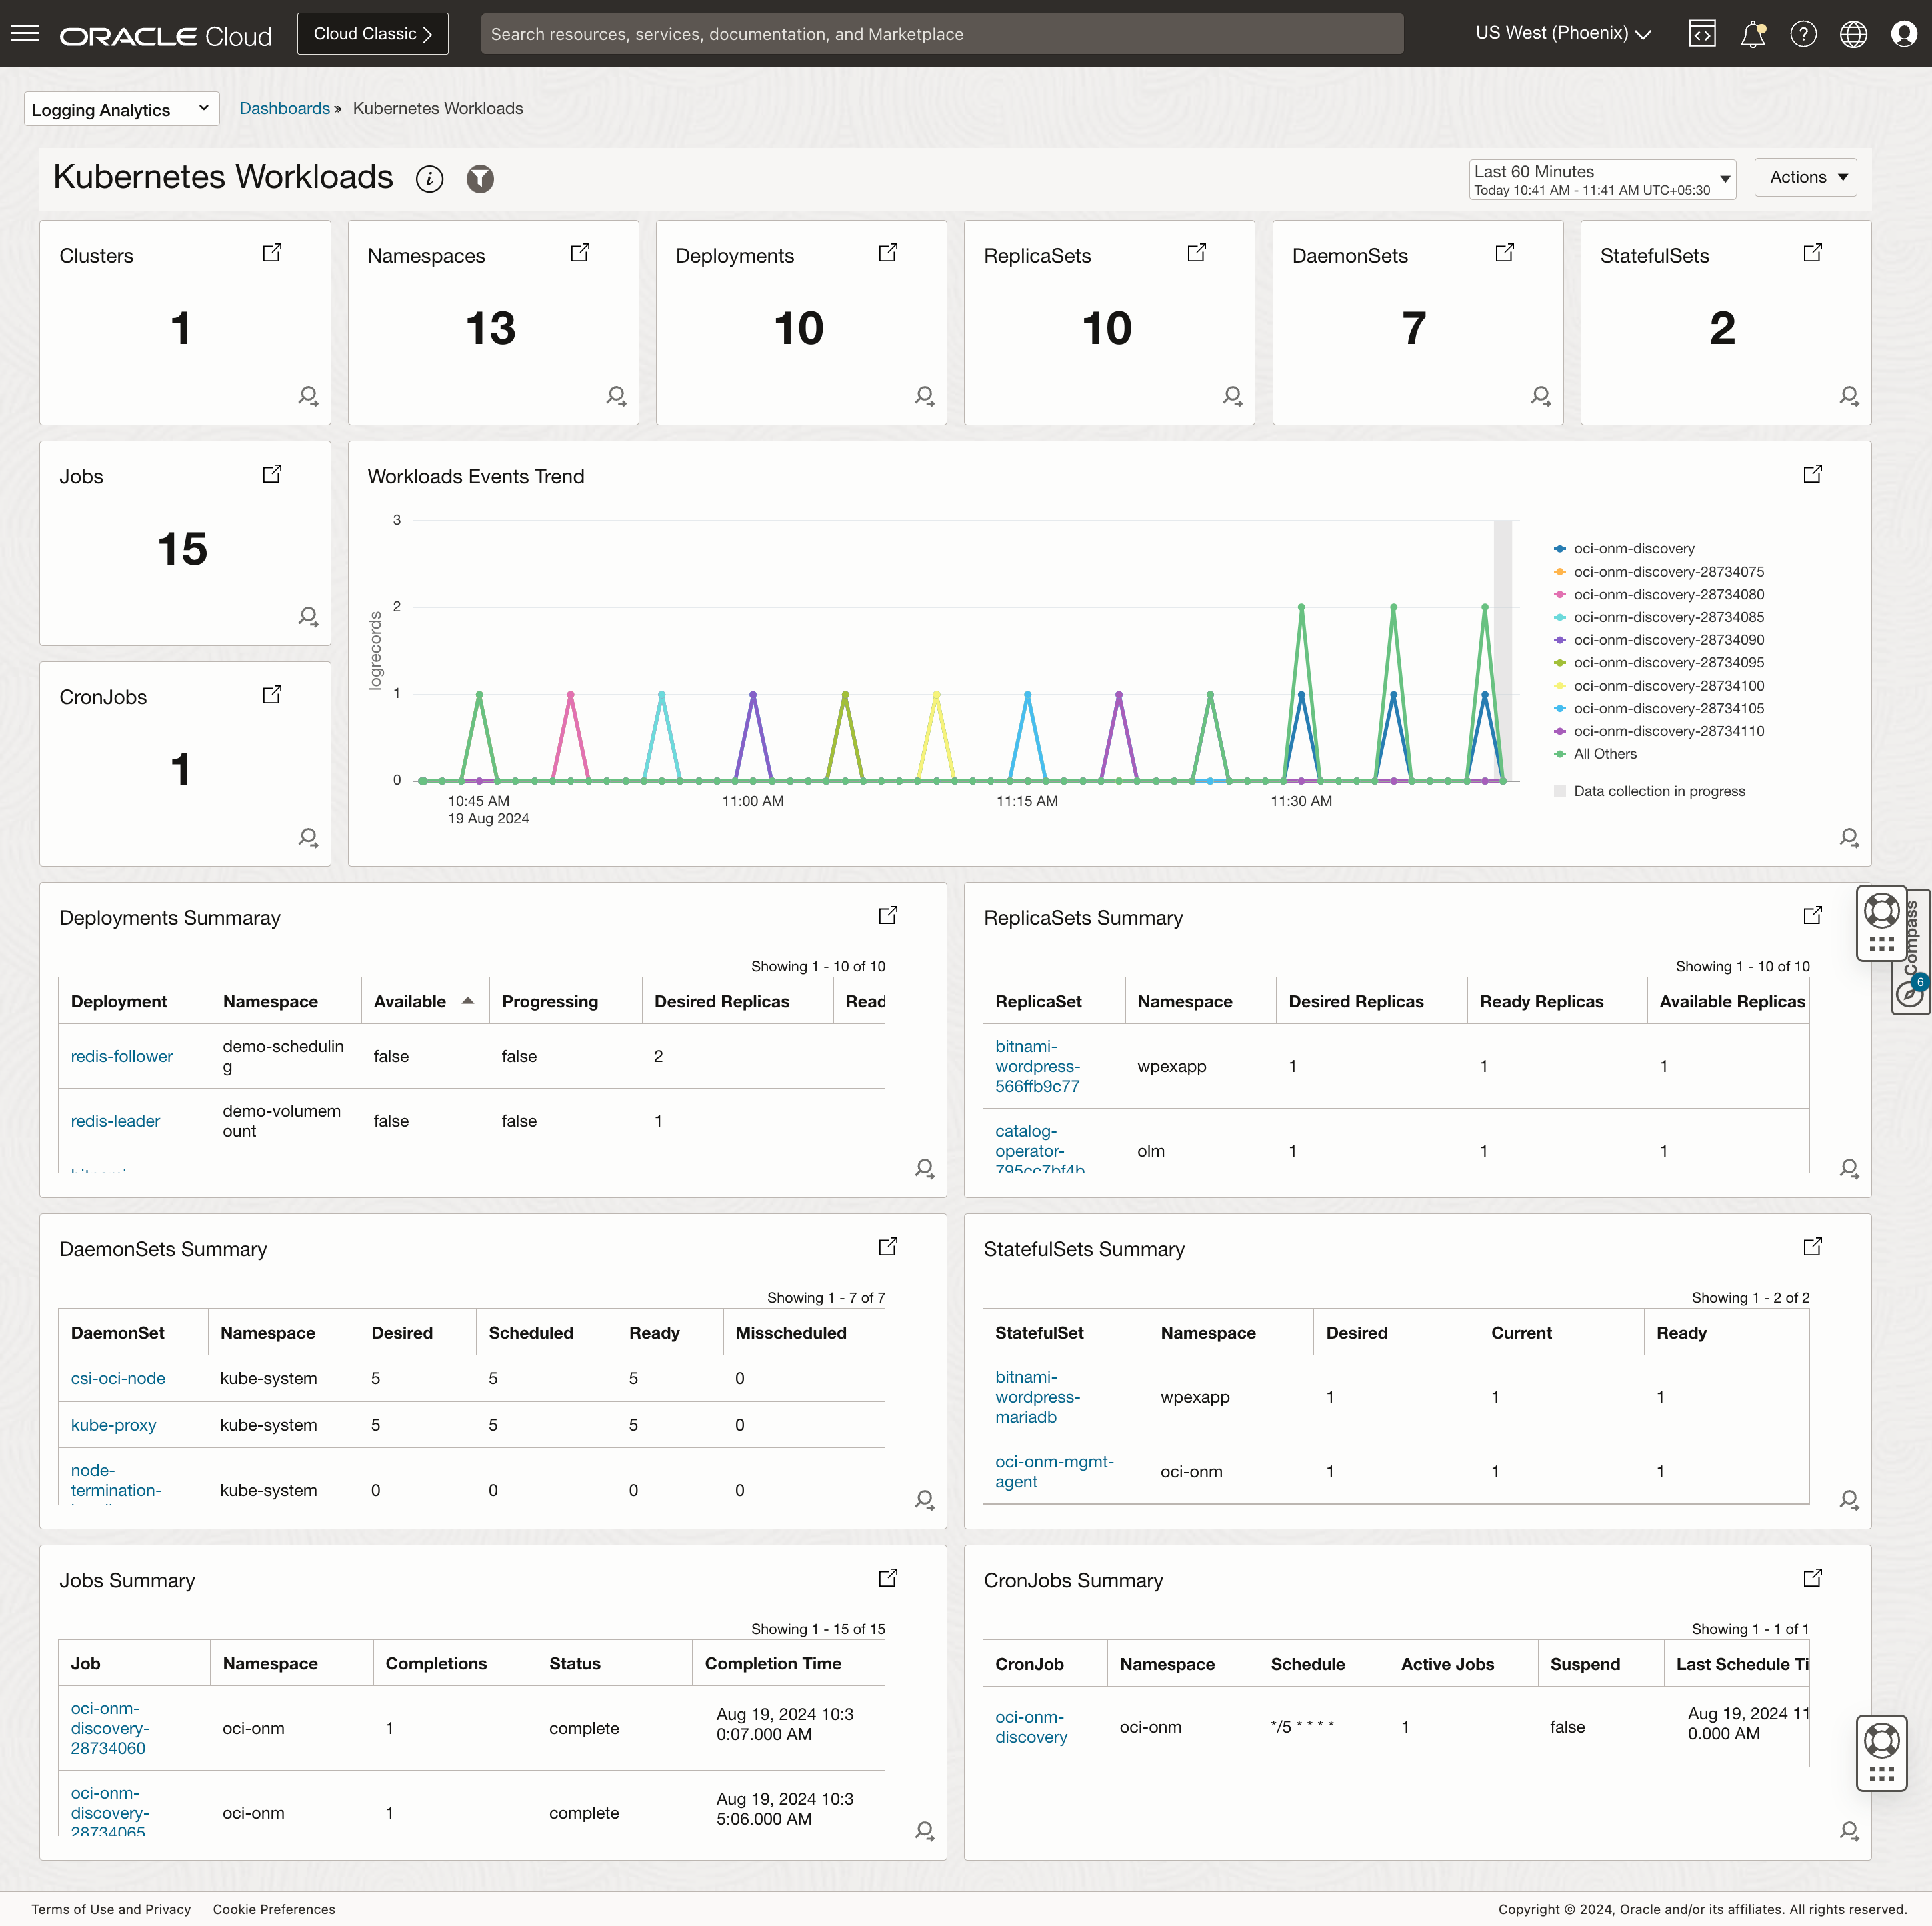 ORACLE Cloud
Cloud Classic
Search resources, services, documentation, and Marketplace
US West (Phoenix)
Logging Analytics
Dashboards » Kubernetes Workloads
Kubernetes Workloads
Last 60 Minutes
Today 10:41 AM - 11:41 AM UTC+05:30
Actions
Clusters
1
Namespaces
13
Deployments
10
ReplicaSets
10
DaemonSets
7
StatefulSets
2
Jobs
15
CronJobs
1
Workloads Events Trend
3
2
1
0
logrecords
10:45 AM
19 Aug 2024
11:00 AM
11:15 AM
11:30 AM
oci-onm-discovery
oci-onm-discovery-28734075
oci-onm-discovery-28734080
oci-onm-discovery-28734085
oci-onm-discovery-28734090
oci-onm-discovery-28734095
oci-onm-discovery-28734100
oci-onm-discovery-28734105
oci-onm-discovery-28734110
All Others
Data collection in progress
Deployments Summaray
Showing 1 - 10 of 10
Deployment Namespace Available Progressing Desired Replicas Read
redis-follower
demo-schedulin
g
false false 2
redis-leader
demo-volumem
ount
false false 1
ReplicaSets Summary
Showing 1 - 10 of 10
ReplicaSet Namespace Desired Replicas Ready Replicas Available Replicas
bitnami-
wordpress-
566ffb9c77
wpexapp 1 1 1
catalog-
operator-
795cc7bf4b
olm 1 1 1
Compass
6
DaemonSets Summary
Showing 1 - 7 of 7
DaemonSet Namespace Desired Scheduled Ready Misscheduled
csi-oci-node kube-system 5 5 5 0
kube-proxy kube-system 5 5 5 0
node-
termination-
kube-system 0 0 0 0
StatefulSets Summary
Showing 1 - 2 of 2
StatefulSet Namespace Desired Current Ready
bitnami-
wordpress-
mariadb
wpexapp 1 1 1
oci-onm-mgmt-
agent
oci-onm 1 1 1
Jobs Summary
Showing 1 - 15 of 15
Job Namespace Completions Status Completion Time
oci-onm-
discovery-
28734060
oci-onm 1 complete
Aug 19, 2024 10:3
0:07.000 AM
oci-onm-
discovery-
28734065
oci-onm 1 complete
Aug 19, 2024 10:3
5:06.000 AM
CronJobs Summary
Showing 1 - 1 of 1
CronJob Namespace Schedule Active Jobs Suspend Last Schedule Ti
oci-onm-
discovery
oci-onm */5 * * * * 1 false
Aug 19, 2024 11
0.000 AM
Terms of Use and Privacy Cookie Preferences
Copyright © 2024, Oracle and/or its affiliates. All rights reserved.